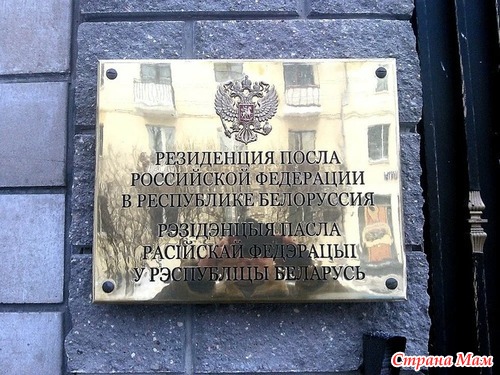 РЕЗИДЕНЦИЯ ПОСЛА
РОССИЙСКОЙ ФЕДЕРАЦИИ
В РЕСПУБЛИКЕ БЕЛОРУССИЯ
РЭЗІДЭНЦЫЯ ПАСЛА
РАСІЙСКАЙ ФЕДЭРАЦЫІ
У РЭСПУБЛІЦЫ БЕЛАРУСЬ
Страна Мам